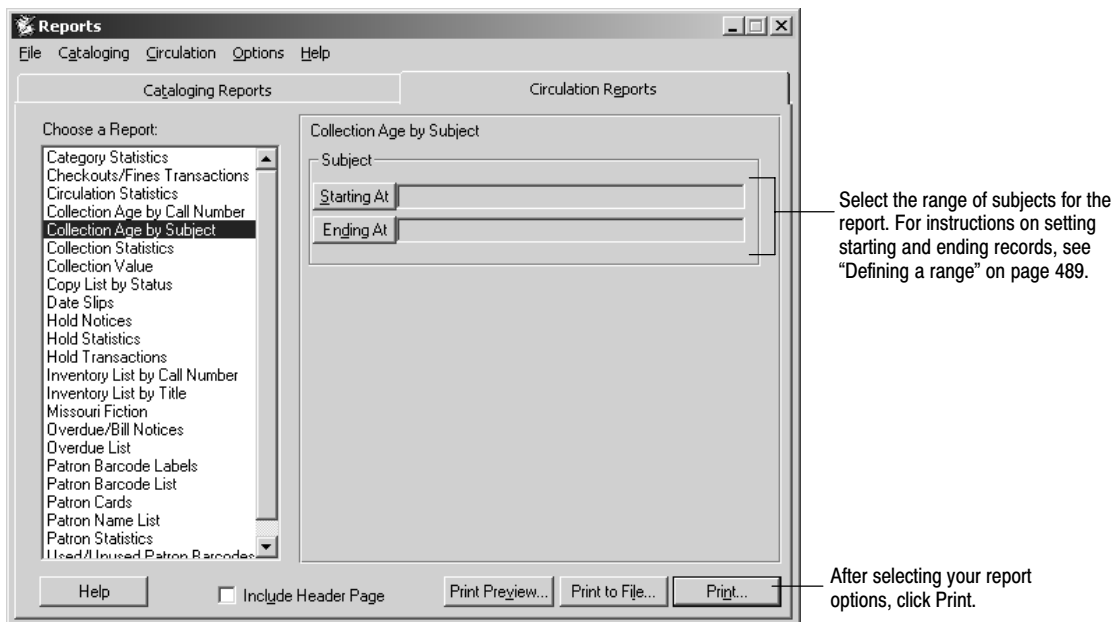 Reports
File Cataloging Circulation Options Help
Cataloging Reports
Circulation Reports
Choose a Report:
Category Statistics
Checkouts/Fines Transactions
Circulation Statistics
Collection Age by Call Number
Collection Age by Subject
Collection Statistics
Collection Value
Copy List by Status
Date Slips
Hold Notices
Hold Statistics
Hold Transactions
Inventory List by Call Number
Inventory List by Title
Missouri Fiction
Overdue/Bill Notices
Overdue List
Patron Barcode Labels
Patron Barcode List
Patron Cards
Patron Name List
Patron Statistics
Used/Unused Patron Barcodes
Collection Age by Subject
Subject
Starting At
Ending At
Select the range of subjects for the
report. For instructions on setting
starting and ending records, see
“Defining a range” on page 489.
Help
Include Header Page
Print Preview...
Print to File...
Print...
After selecting your report
options, click Print.